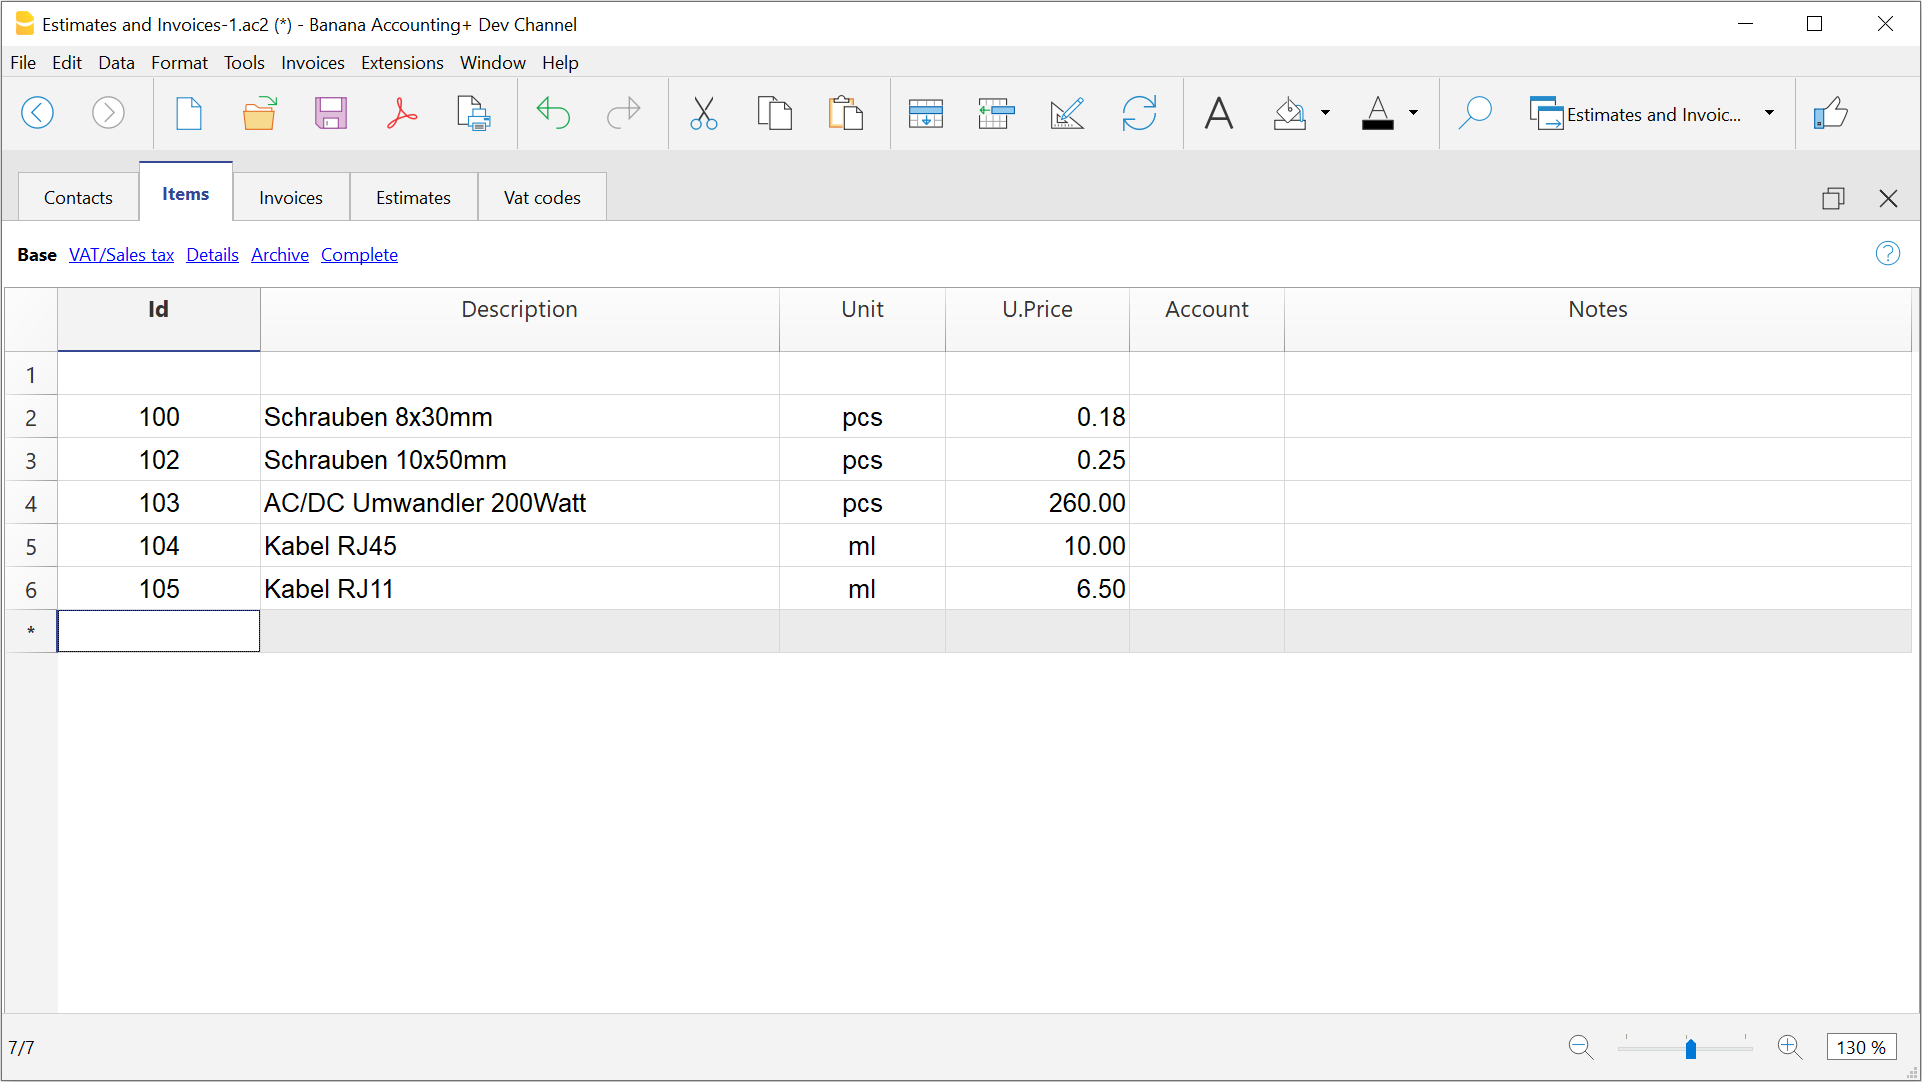 Estimates and Invoices-1.ac2 (*) - Banana Accounting+ Dev Channel
File Edit Data Format Tools Invoices Extensions Window Help
A A Estimates and Invoic...
Contacts Items Invoices Estimates Vat codes
Base VAT/Sales tax Details Archive Complete ?
Id Description Unit U.Price Account Notes
1
2 100 Schrauben 8x30mm pcs 0.18
3 102 Schrauben 10x50mm pcs 0.25
4 103 AC/DC Umwandler 200Watt pcs 260.00
5 104 Kabel RJ45 ml 10.00
6 105 Kabel RJ11 ml 6.50
*
7/7 130 %